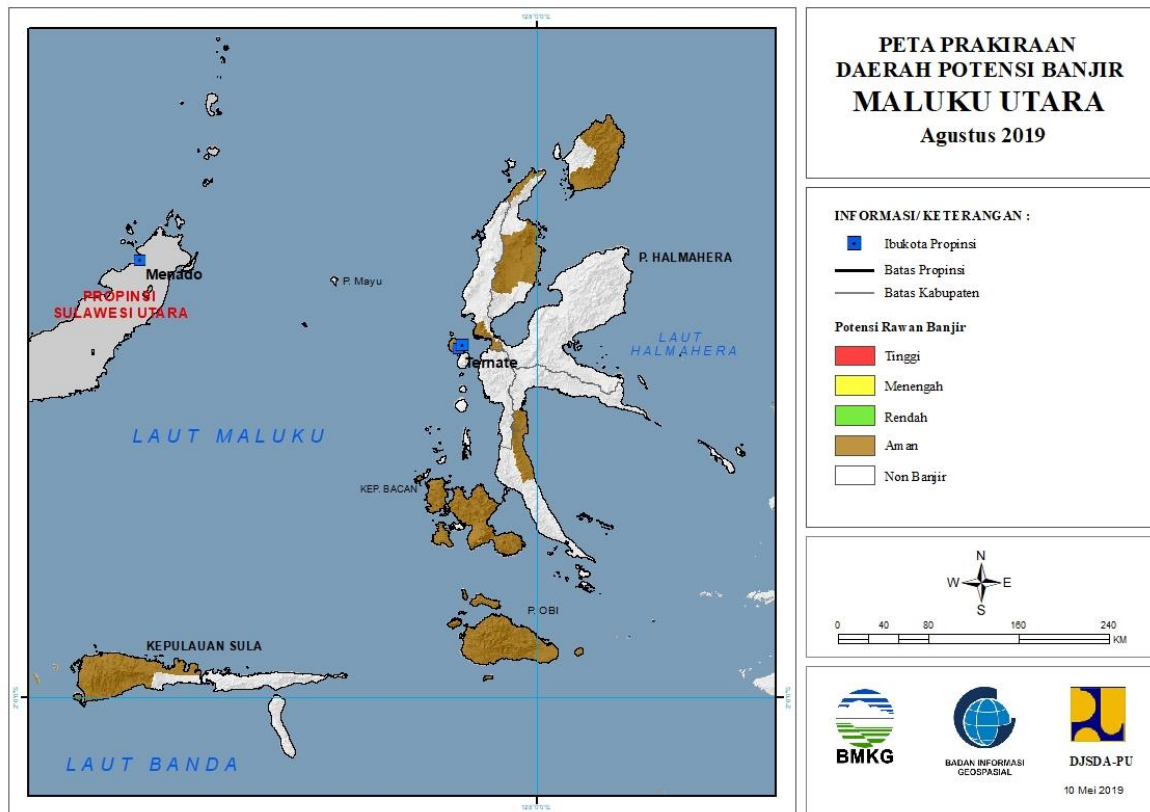 PETA PRAKIRAAN
DAERAH POTENSI BANJIR
MALUKU UTARA
Agustus 2019
INFORMASI/ KETERANGAN :
Ibukota Propinsi
Batas Propinsi
Batas Kabupaten
Potensi Rawan Banjir
Tinggi
Menengah
Rendah
Aman
Non Banjir
N
W E
S
0 40 80 160 240
KM
BMKG
BADAN INFORMASI
GEOSPASIAL
DJSDA-PU
10 Mei 2019
P. HALMAHERA
Menado
P. Mayu
PROPINSI
SULAWESI UTARA
LAUT
HALMAHERA
Ternate
LAUT MALUKU
KEP. BACAN
P. OBI
KEPULAUAN SULA
LAUT BANDA